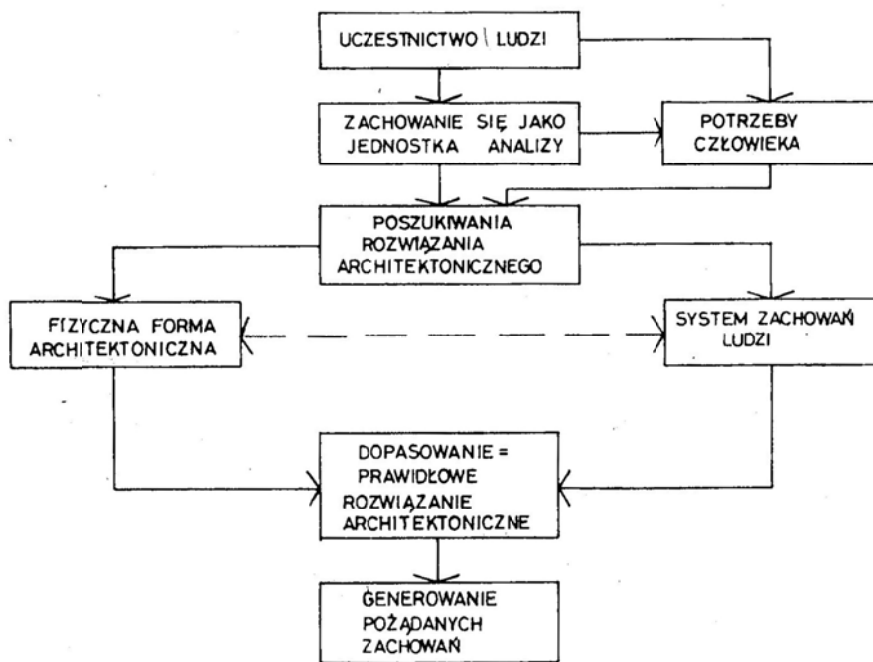 UCZESTNICTWO LUDZI
ZACHOWANIE SIĘ JAKO
JEDNOSTKA ANALIZY
POTRZEBY
CZŁOWIEKA
POSZUKIWANIA
ROZWIĄZANIA
ARCHITEKTONICZNEGO
FIZYCZNA FORMA
ARCHITEKTONICZNA
SYSTEM ZACHOWAŃ
LUDZI
DOPASOWANIE =
PRAWIDŁOWE
ROZWIĄZANIE
ARCHITEKTONICZNE
GENEROWANIE
POŻĄDANYCH
ZACHOWAŃ